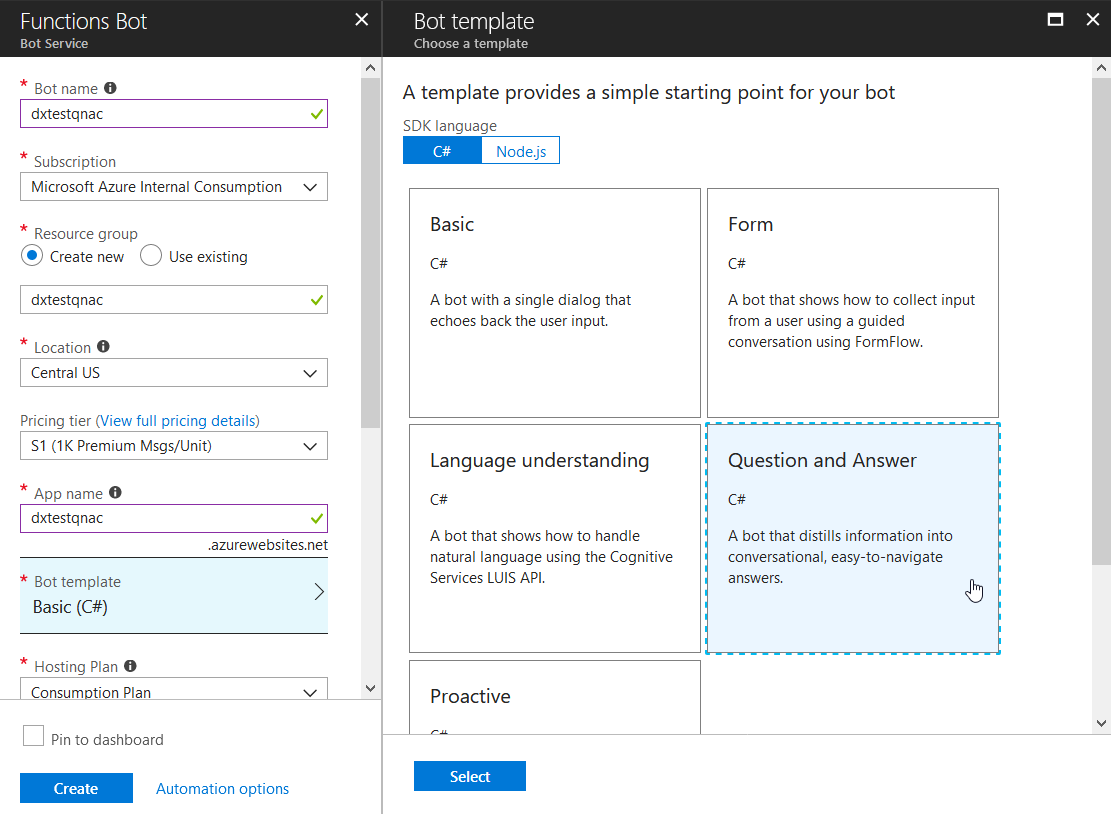 Functions Bot
Bot Service
* Bot name
dxtestqnac
* Subscription
Microsoft Azure Internal Consumption
* Resource group
Create new
Use existing
dxtestqnac
* Location
Central US
Pricing tier (View full pricing details)
S1 (1K Premium Msgs/Unit)
* App name
dxtestqnac
.azurewebsites.net
* Bot template
Basic (C#)
* Hosting Plan
Consumption Plan
Pin to dashboard
Create
Automation options
Bot template
Choose a template
A template provides a simple starting point for your bot
SDK language
C#
Node.js
Basic
C#
A bot with a single dialog that
echoes back the user input.
Form
C#
A bot that shows how to collect input
from a user using a guided
conversation using FormFlow.
Language understanding
C#
A bot that shows how to handle
natural language using the Cognitive
Services LUIS API.
Question and Answer
C#
A bot that distills information into
conversational, easy-to-navigate
answers.
Proactive
C#
Select